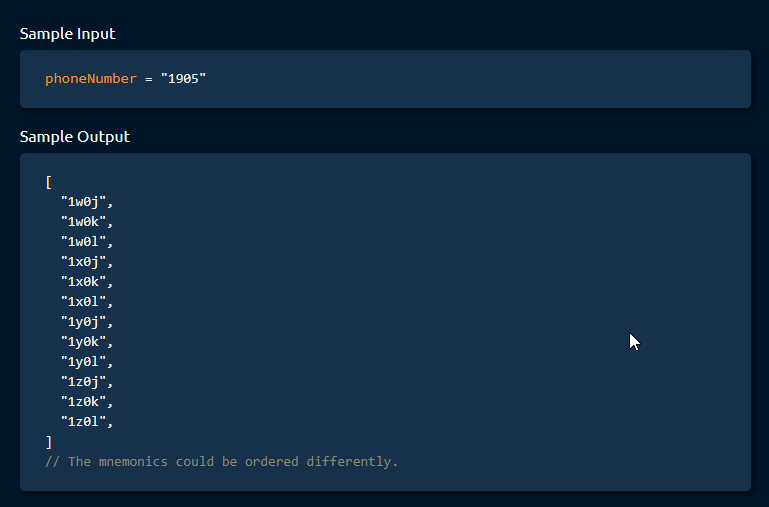 Sample Input
phoneNumber = "1905"
Sample Output
[
"1w0j",
"1w0k",
"1w0l",
"1x0j",
"1x0k",
"1x0l",
"1y0j",
"1y0k",
"1y0l",
"1z0j",
"1z0k",
"1z0l",
]
// The mnemonics could be ordered differently.